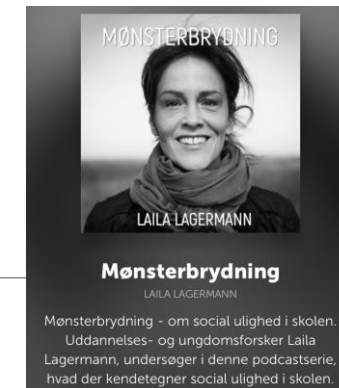 MØNSTERBRYDNING
LAILA LAGERMANN
Mønsterbrydning
LAILA LAGERMANN
Mønsterbrydning - om social ulighed i skolen.
Uddannelses- og ungdomsforsker Laila
Lagermann, undersøger i denne podcastserie,
hvad der kendetegner social ulighed i skolen.